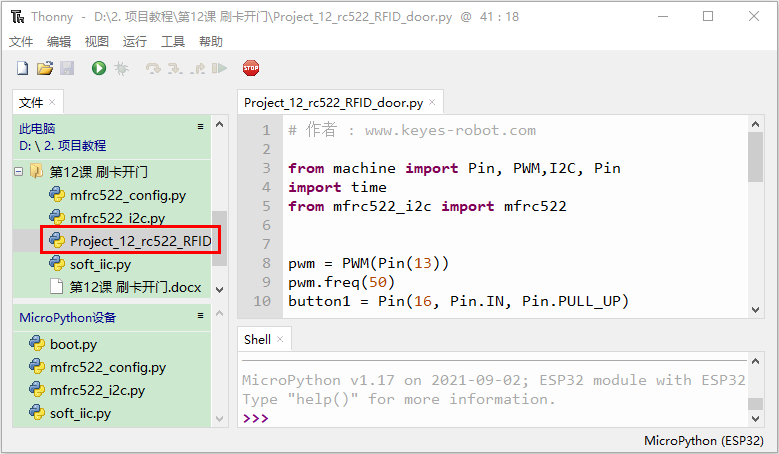 Thonny - D:\2. 项目教程\第12课 刷卡开门\Project_12_rc522_RFID_door.py @ 41 : 18
文件 编辑 视图 运行 工具 帮助
STOP
文件 ×
此电脑
D: \ 2. 项目教程
第12课 刷卡开门
mfrc522_config.py
mfrc522_i2c.py
Project_12_rc522_RFID
soft_iic.py
第12课 刷卡开门.docx
MicroPython设备
boot.py
mfrc522_config.py
mfrc522_i2c.py
soft_iic.py
Project_12_rc522_RFID_door.py ×
1 # 作者 : www.keyes-robot.com
2
3 from machine import Pin, PWM,I2C, Pin
4 import time
5 from mfrc522_i2c import mfrc522
6
7
8 pwm = PWM(Pin(13))
9 pwm.freq(50)
10 button1 = Pin(16, Pin.IN, Pin.PULL_UP)
Shell ×
MicroPython v1.17 on 2021-09-02; ESP32 module with ESP32
Type "help()" for more information.
>>>
MicroPython (ESP32)